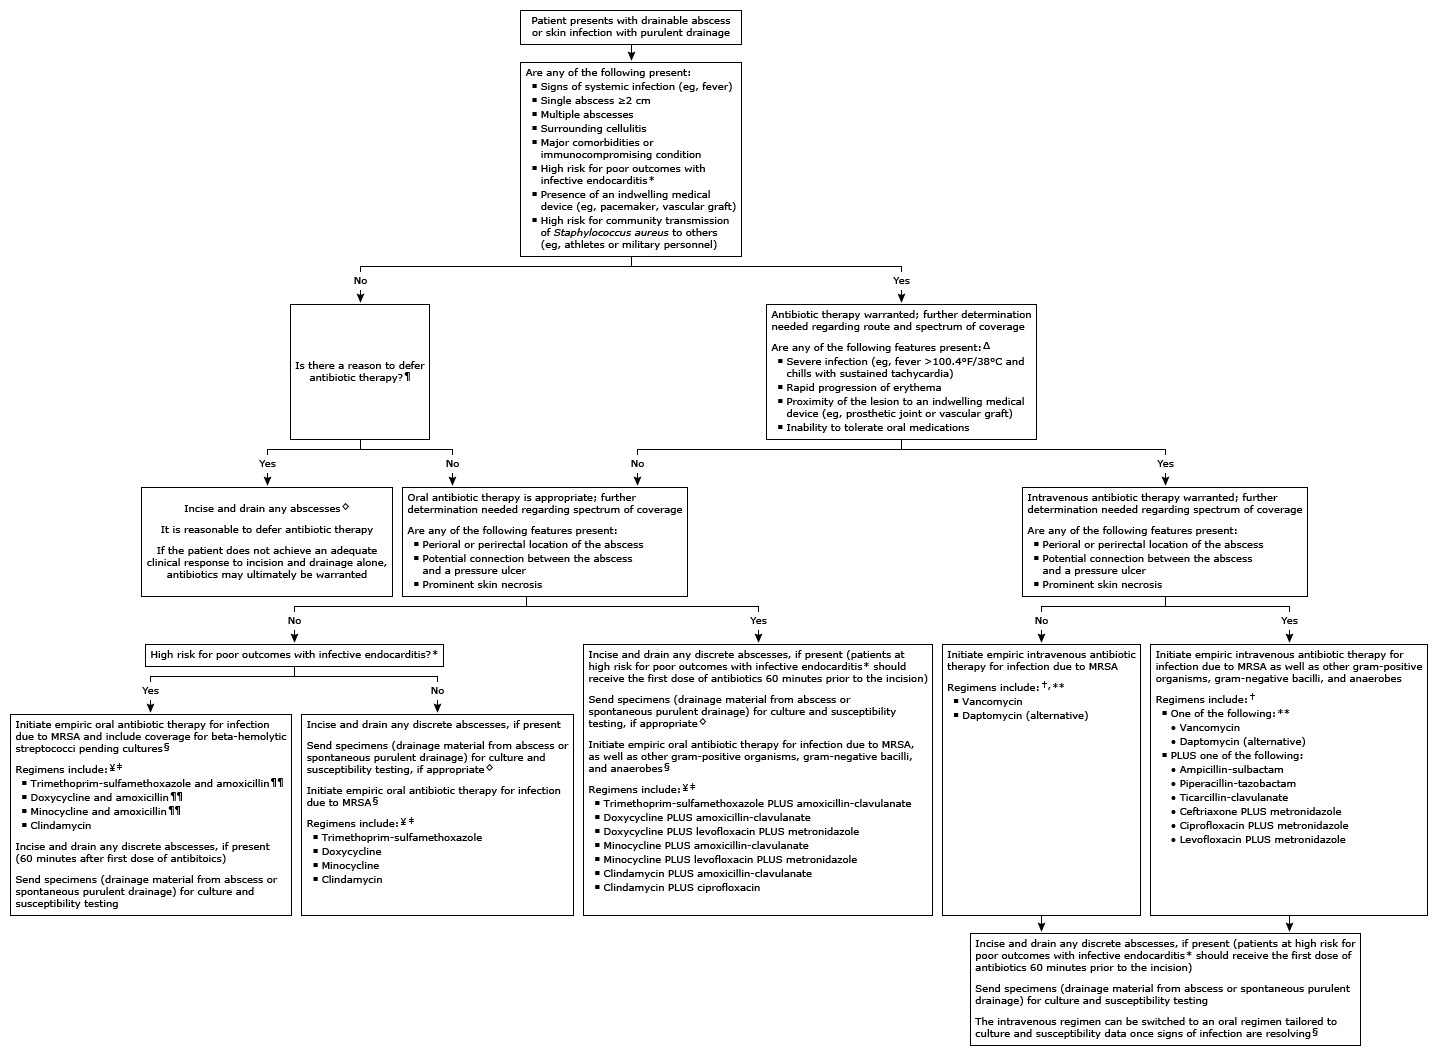 Patient presents with drainable abscess
or skin infection with purulent drainage
Are any of the following present:
▪ Signs of systemic infection (eg, fever)
▪ Single abscess ≥2 cm
▪ Multiple abscesses
▪ Surrounding cellulitis
▪ Major comorbidities or
immunocompromising condition
▪ High risk for poor outcomes with
infective endocarditis*
▪ Presence of an indwelling medical
device (eg, pacemaker, vascular graft)
▪ High risk for community transmission
of Staphylococcus aureus to others
(eg, athletes or military personnel)
No
Yes
Is there a reason to defer
antibiotic therapy?¶
Antibiotic therapy warranted; further determination
needed regarding route and spectrum of coverage
Are any of the following features present:Δ
▪ Severe infection (eg, fever >100.4°F/38°C and
chills with sustained tachycardia)
▪ Rapid progression of erythema
▪ Proximity of the lesion to an indwelling medical
device (eg, prosthetic joint or vascular graft)
▪ Inability to tolerate oral medications
Yes
No
No
Yes
Incise and drain any abscesses◊
It is reasonable to defer antibiotic therapy
If the patient does not achieve an adequate
clinical response to incision and drainage alone,
antibiotics may ultimately be warranted
Oral antibiotic therapy is appropriate; further
determination needed regarding spectrum of coverage
Are any of the following features present:
▪ Perioral or perirectal location of the abscess
▪ Potential connection between the abscess
and a pressure ulcer
▪ Prominent skin necrosis
Intravenous antibiotic therapy warranted; further
determination needed regarding spectrum of coverage
Are any of the following features present:
▪ Perioral or perirectal location of the abscess
▪ Potential connection between the abscess
and a pressure ulcer
▪ Prominent skin necrosis
No
Yes
No
Yes
High risk for poor outcomes with infective endocarditis?*
Yes
No
Initiate empiric oral antibiotic therapy for infection
due to MRSA and include coverage for beta-hemolytic
streptococci pending cultures§
Regimens include:¥‡
▪ Trimethoprim-sulfamethoxazole and amoxicillin¶¶
▪ Doxycycline and amoxicillin¶¶
▪ Minocycline and amoxicillin¶¶
▪ Clindamycin
Incise and drain any discrete abscesses, if present
(60 minutes after first dose of antibitoics)
Send specimens (drainage material from abscess or
spontaneous purulent drainage) for culture and
susceptibility testing
Incise and drain any discrete abscesses, if present
Send specimens (drainage material from abscess or
spontaneous purulent drainage) for culture and
susceptibility testing, if appropriate◊
Initiate empiric oral antibiotic therapy for infection
due to MRSA§
Regimens include:¥‡
▪ Trimethoprim-sulfamethoxazole
▪ Doxycycline
▪ Minocycline
▪ Clindamycin
Incise and drain any discrete abscesses, if present (patients at
high risk for poor outcomes with infective endocarditis* should
receive the first dose of antibiotics 60 minutes prior to the incision)
Send specimens (drainage material from abscess or
spontaneous purulent drainage) for culture and susceptibility
testing, if appropriate◊
Initiate empiric oral antibiotic therapy for infection due to MRSA,
as well as other gram-positive organisms, gram-negative bacilli,
and anaerobes§
Regimens include:¥‡
▪ Trimethoprim-sulfamethoxazole PLUS amoxicillin-clavulanate
▪ Doxycycline PLUS amoxicillin-clavulanate
▪ Doxycycline PLUS levofloxacin PLUS metronidazole
▪ Minocycline PLUS amoxicillin-clavulanate
▪ Minocycline PLUS levofloxacin PLUS metronidazole
▪ Clindamycin PLUS amoxicillin-clavulanate
▪ Clindamycin PLUS ciprofloxacin
Initiate empiric intravenous antibiotic
therapy for infection due to MRSA
Regimens include:†,**
▪ Vancomycin
▪ Daptomycin (alternative)
Initiate empiric intravenous antibiotic therapy for
infection due to MRSA as well as other gram-positive
organisms, gram-negative bacilli, and anaerobes
Regimens include:†
▪ One of the following:**
• Vancomycin
• Daptomycin (alternative)
▪ PLUS one of the following:
• Ampicillin-sulbactam
• Piperacillin-tazobactam
• Ticarcillin-clavulanate
• Ceftriaxone PLUS metronidazole
• Ciprofloxacin PLUS metronidazole
• Levofloxacin PLUS metronidazole
Incise and drain any discrete abscesses, if present (patients at high risk for
poor outcomes with infective endocarditis* should receive the first dose of
antibiotics 60 minutes prior to the incision)
Send specimens (drainage material from abscess or spontaneous purulent
drainage) for culture and susceptibility testing
The intravenous regimen can be switched to an oral regimen tailored to
culture and susceptibility data once signs of infection are resolving§